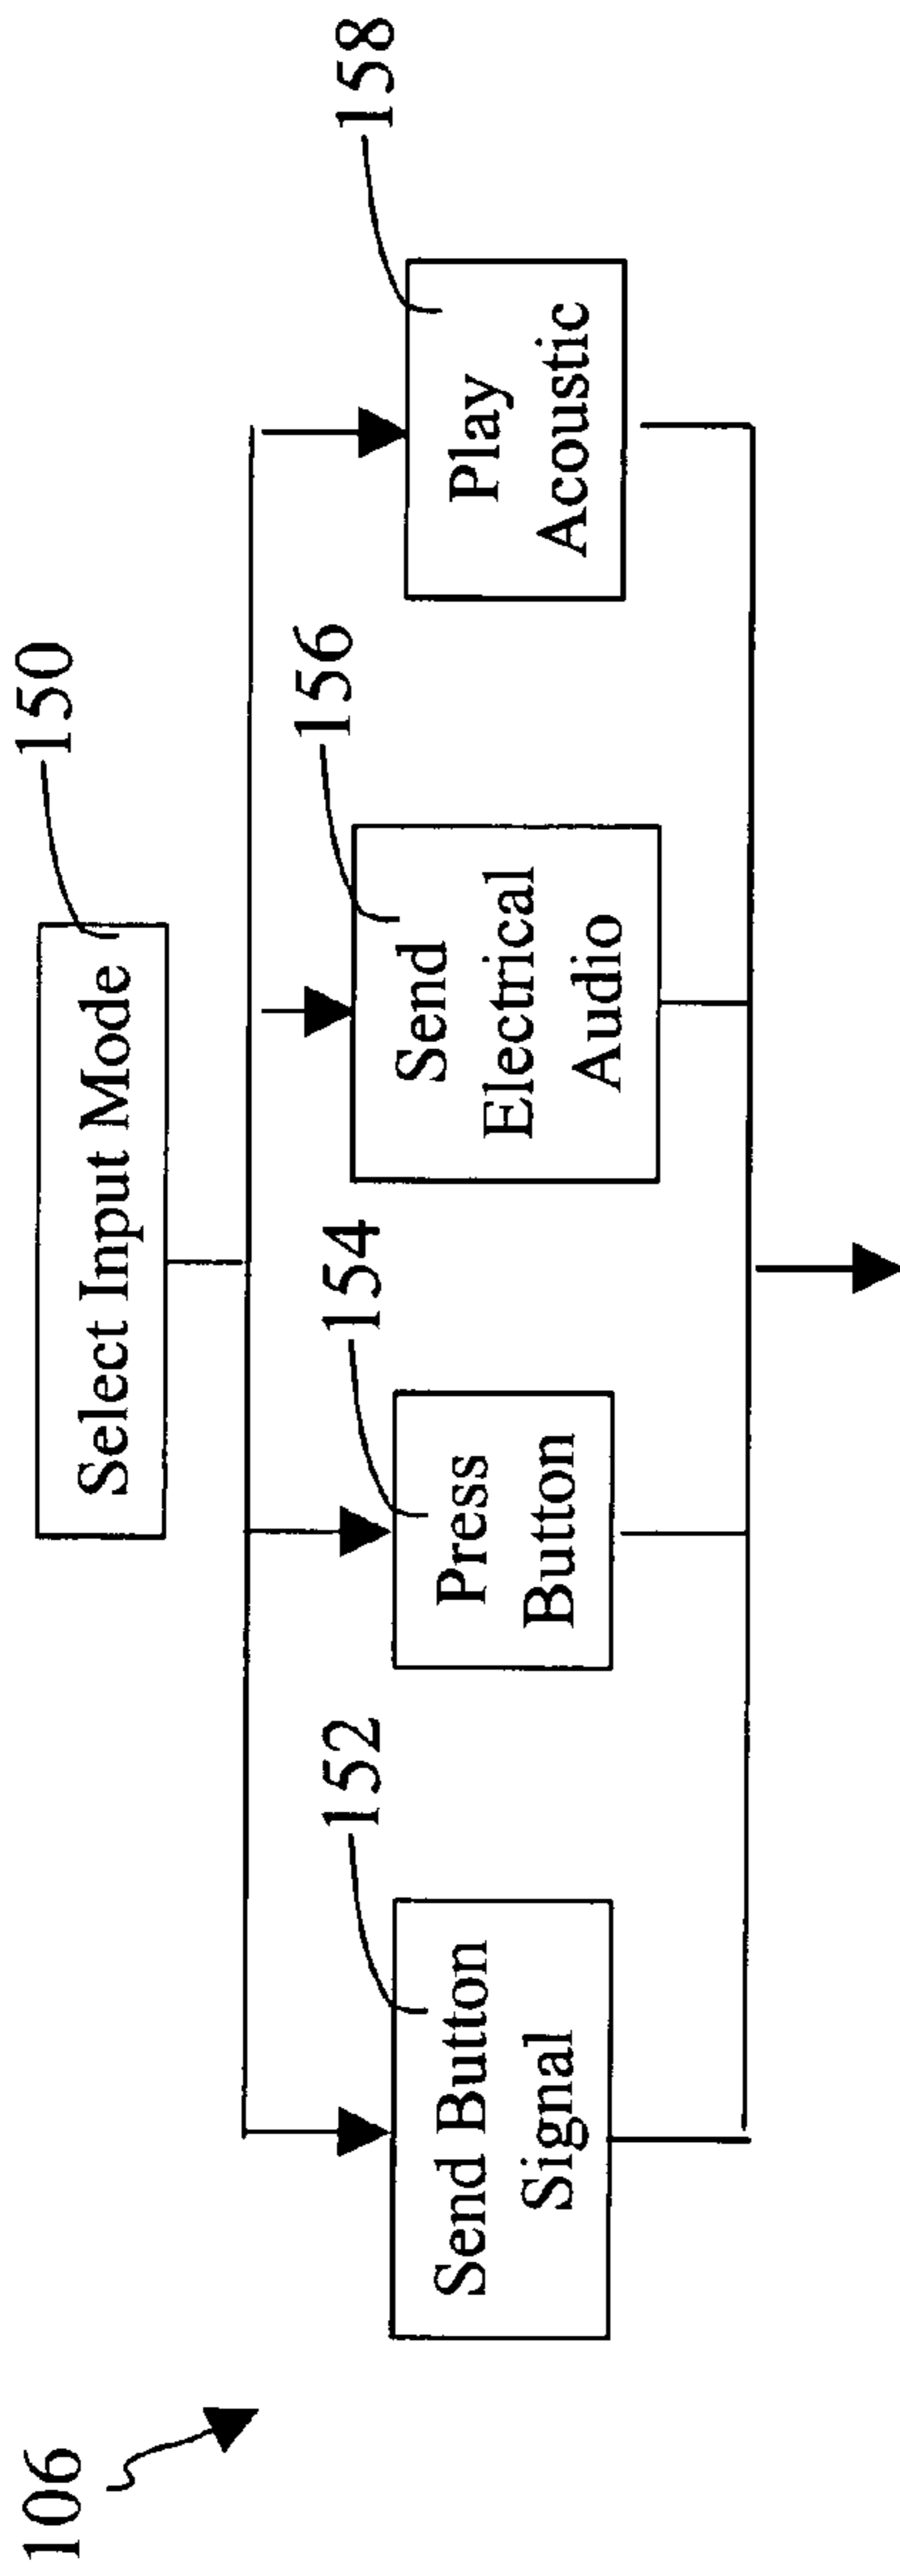 106
150
Select Input Mode
152
154
156
158
Send Button
Signal
Press
Button
Send
Electrical
Audio
Play
Acoustic